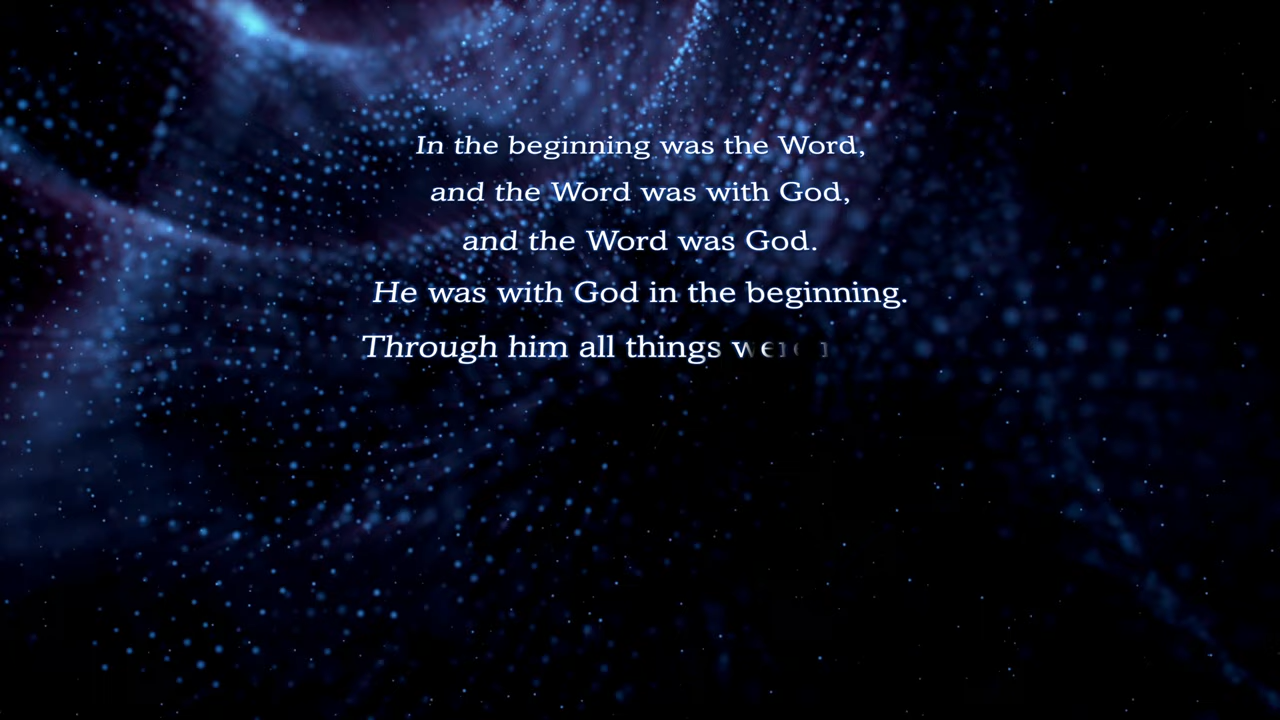 In the beginning was the Word,
and the Word was with God,
and the Word was God.
He was with God in the beginning.
Through him all things were